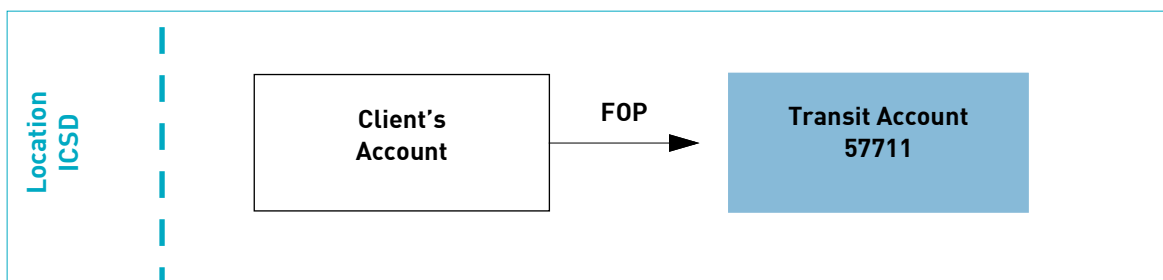 Location
ICSD
Client's
Account
FOP
Transit Account
57711